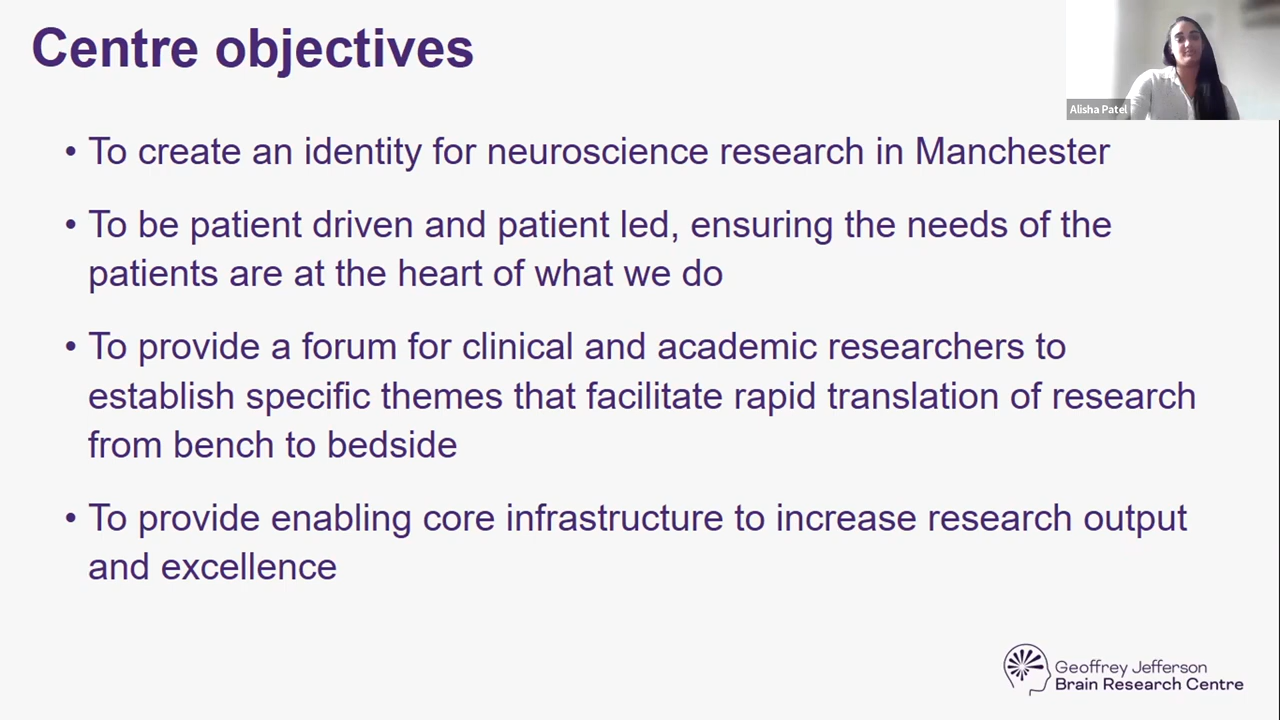 Centre objectives
Alisha Patel
• To create an identity for neuroscience research in Manchester
• To be patient driven and patient led, ensuring the needs of the
patients are at the heart of what we do
• To provide a forum for clinical and academic researchers to
establish specific themes that facilitate rapid translation of research
from bench to bedside
• To provide enabling core infrastructure to increase research output
and excellence
Geoffrey Jefferson
Brain Research Centre